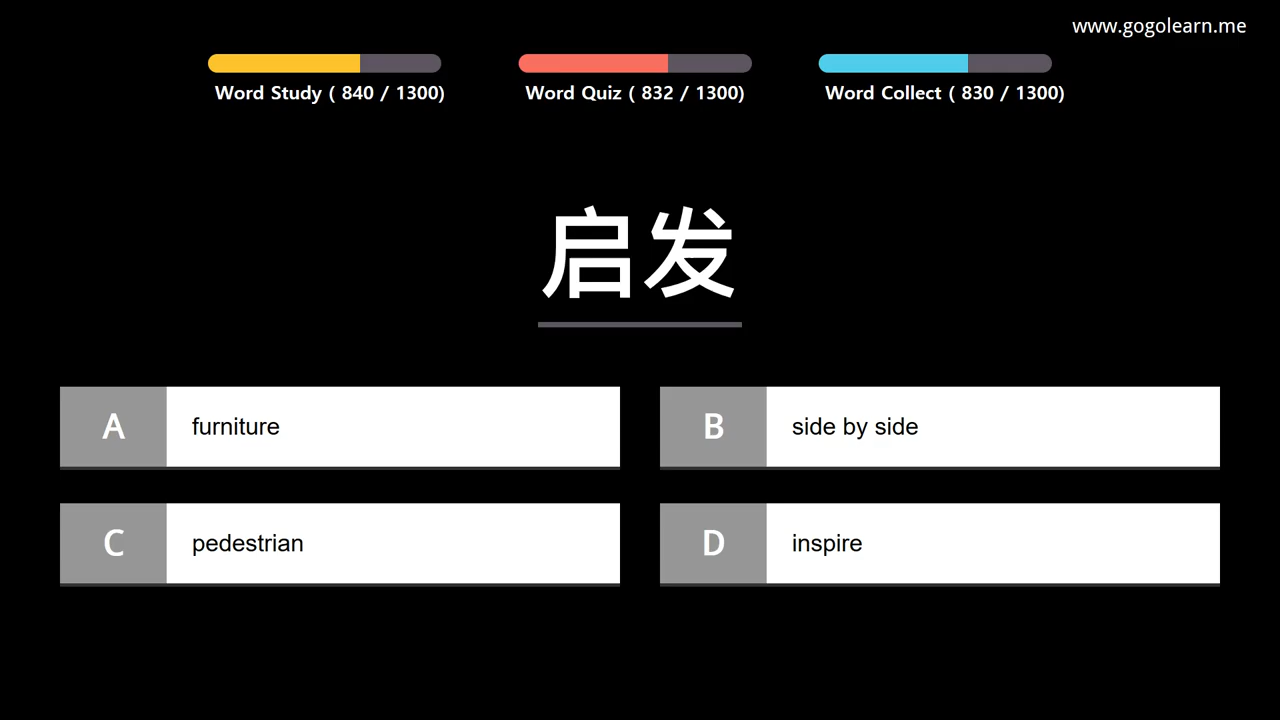 www.gogolearn.me
Word Study ( 840 / 1300)
Word Quiz ( 832 / 1300)
Word Collect ( 830 / 1300)
启发
A furniture
B side by side
C pedestrian
D inspire